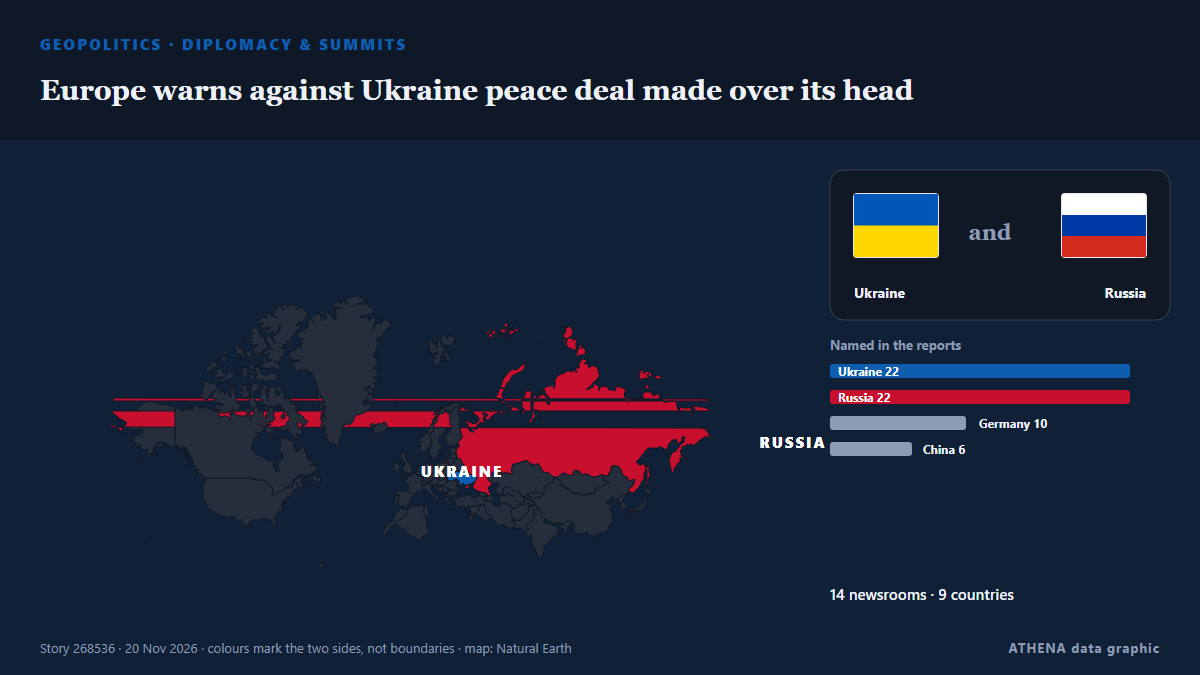 GEOPOLITICS · DIPLOMACY & SUMMITS
Europe warns against Ukraine peace deal made over its head
and
Ukraine
Russia
Named in the reports
Ukraine 22
Russia 22
Germany 10
China 6
RUSSIA
UKRAINE
14 newsrooms · 9 countries
Story 268536 · 20 Nov 2026 · colours mark the two sides, not boundaries · map: Natural Earth
ATHENA data graphic